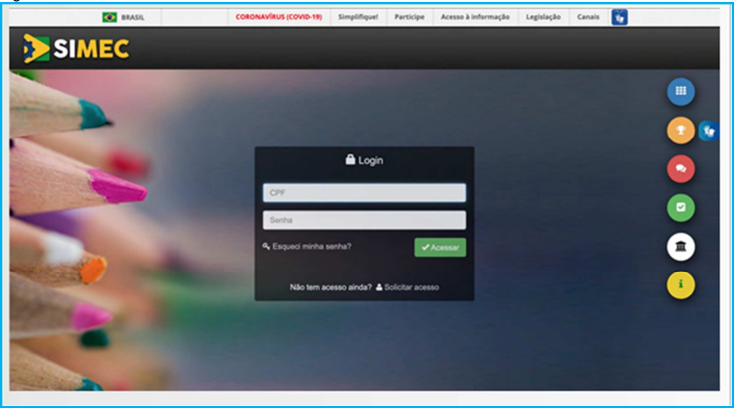 BRASIL CORONAVÍRUS (COVID-19) Simplifique! Participe Acesso à informação Legislação Canais
SIMEC
Login
CPF
Senha
Esqueci minha senha? Acessar
Não tem acesso ainda? Solicitar acesso